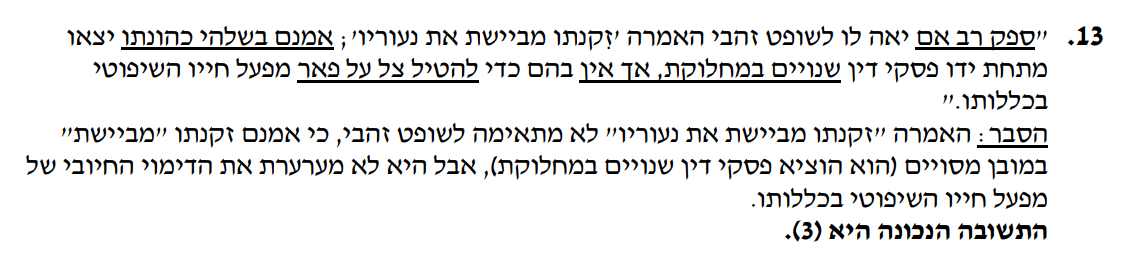 13. "ספק רב אם יאה לו לשופט זהבי האמרה 'זִקנתו מביישת את נעוריו'; אמנם בשלהי כהונתו יצאו
מתחת ידו פסקי דין שנויים במחלוקת, אך אין בהם כדי להטיל צל על פאר מפעל חייו השיפוטי
בכללותו."
הסבר: האמרה "זקנתו מביישת את נעוריו" לא מתאימה לשופט זהבי, כי אמנם זקנתו "מביישת"
במובן מסויים (הוא הוציא פסקי דין שנויים במחלוקת), אבל היא לא מערערת את הדימוי החיובי של
מפעל חייו השיפוטי בכללותו.
התשובה הנכונה היא (3).